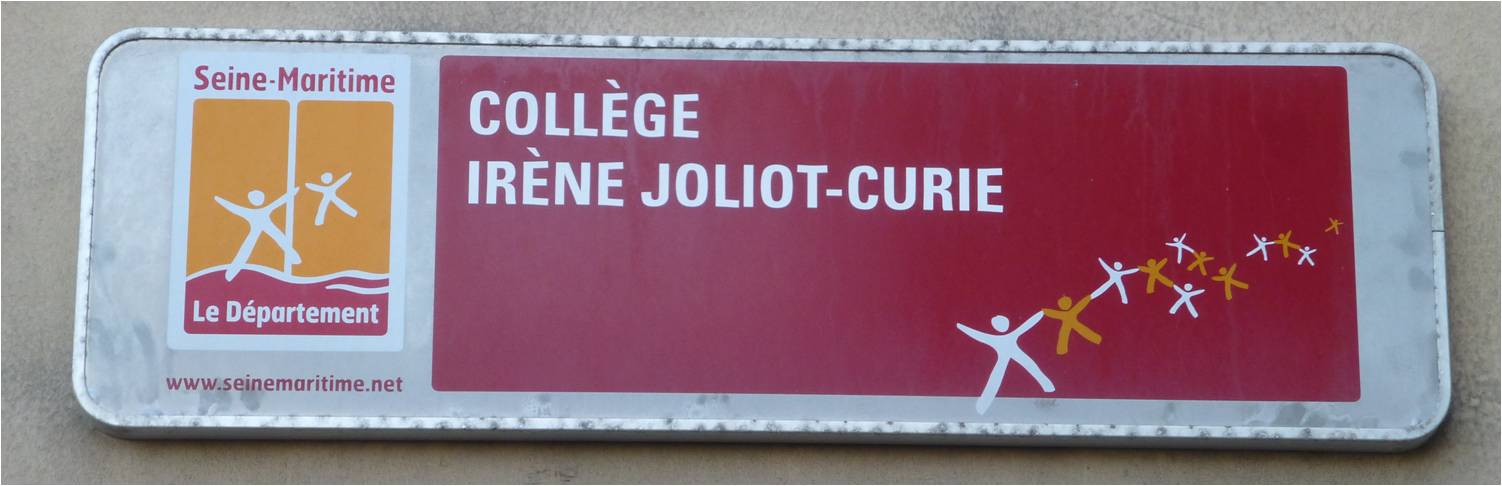 Seine-Maritime
Le Département
www.seinemaritime.net
COLLÈGE
IRÈNE JOLIOT-CURIE